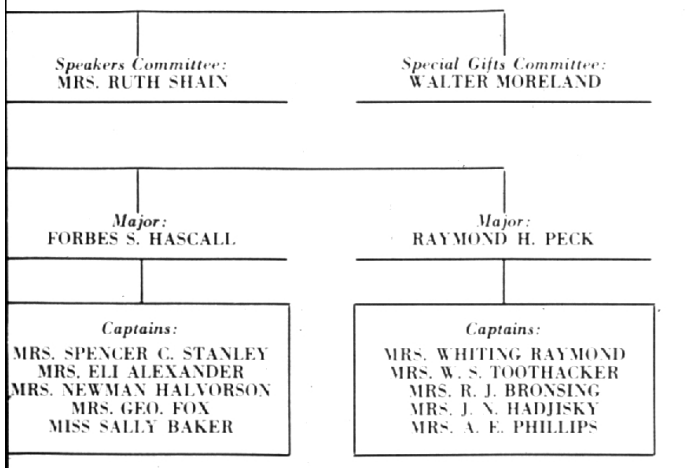 Speakers Committee:
MRS. RUTH SHAIN
Special Gifts Committee:
WALTER MORELAND
Major:
FORBES S. HASCALL
Major:
RAYMOND H. PECK
Captains:
MRS. SPENCER C. STANLEY
MRS. ELI ALEXANDER
MRS. NEWMAN HALVORSON
MRS. GEO. FOX
MISS SALLY BAKER
Captains:
MRS. WHITING RAYMOND
MRS. W. S. TOOTHACKER
MRS. R. J. BRONSING
MRS. J. N. HADJISKY
MRS. A. E. PHILLIPS